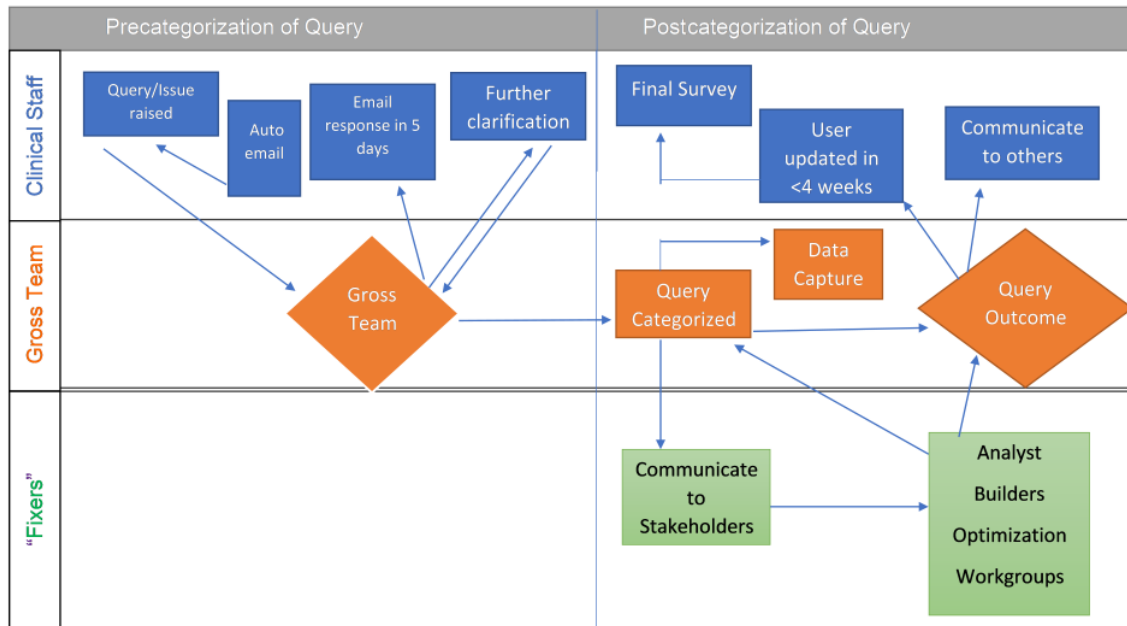 Precategorization of Query
Postcategorization of Query
Clinical Staff
Query/Issue
raised
Auto
email
Email
response in 5
days
Further
clarification
Final Survey
User
updated in
<4 weeks
Communicate
to others
Gross Team
Gross
Team
Query
Categorized
Data
Capture
Query
Outcome
"Fixers"
Communicate
to
Stakeholders
Analyst
Builders
Optimization
Workgroups